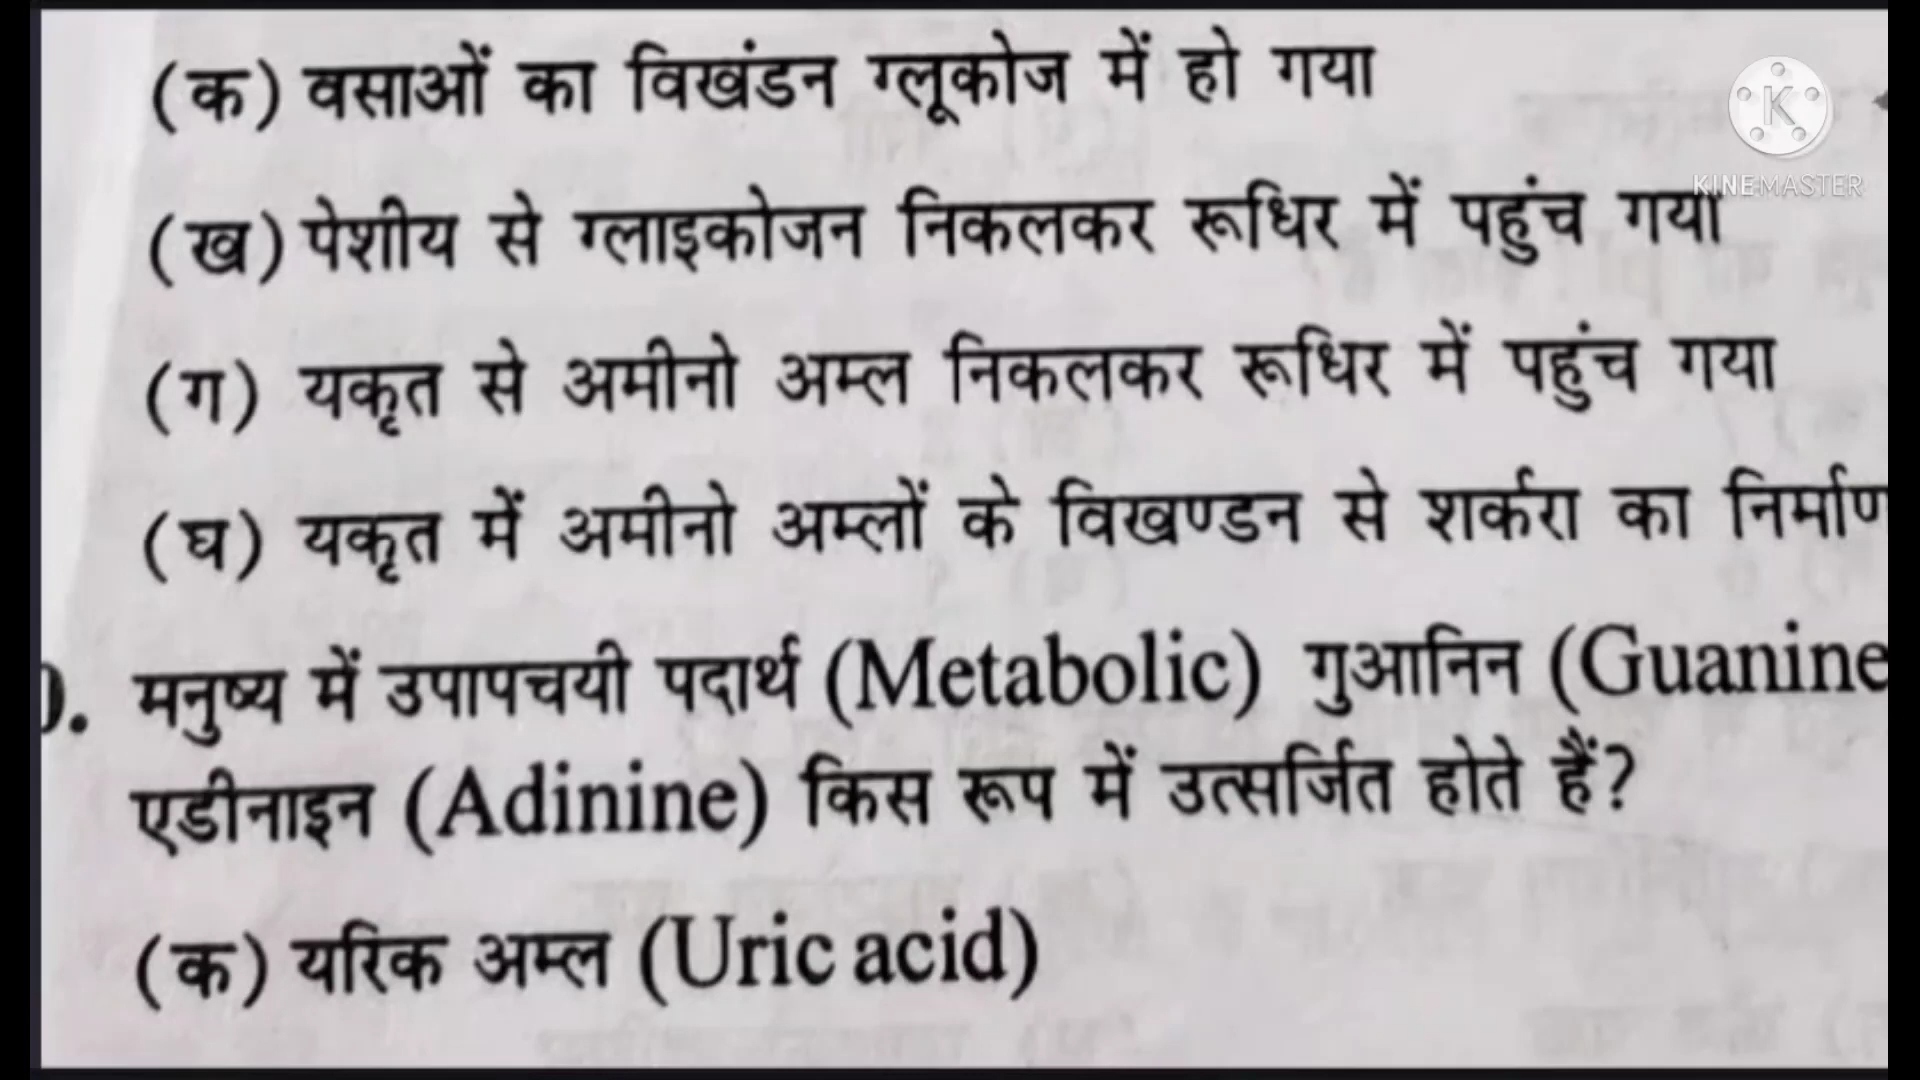 (क) वसाओं का विखंडन ग्लूकोज में हो गया
K
KINEMASTER
(ख) पेशीय से ग्लाइकोजन निकलकर रूधिर में पहुंच गया
(ग) यकृत से अमीनो अम्ल निकलकर रूधिर में पहुंच गया
(घ) यकृत में अमीनो अम्लों के विखण्डन से शर्करा का निर्माण
मनुष्य में उपापचयी पदार्थ (Metabolic) गुआनिन (Guanine
एडीनाइन (Adinine) किस रूप में उत्सर्जित होते हैं?
(क) यरिक अम्ल (Uric acid)